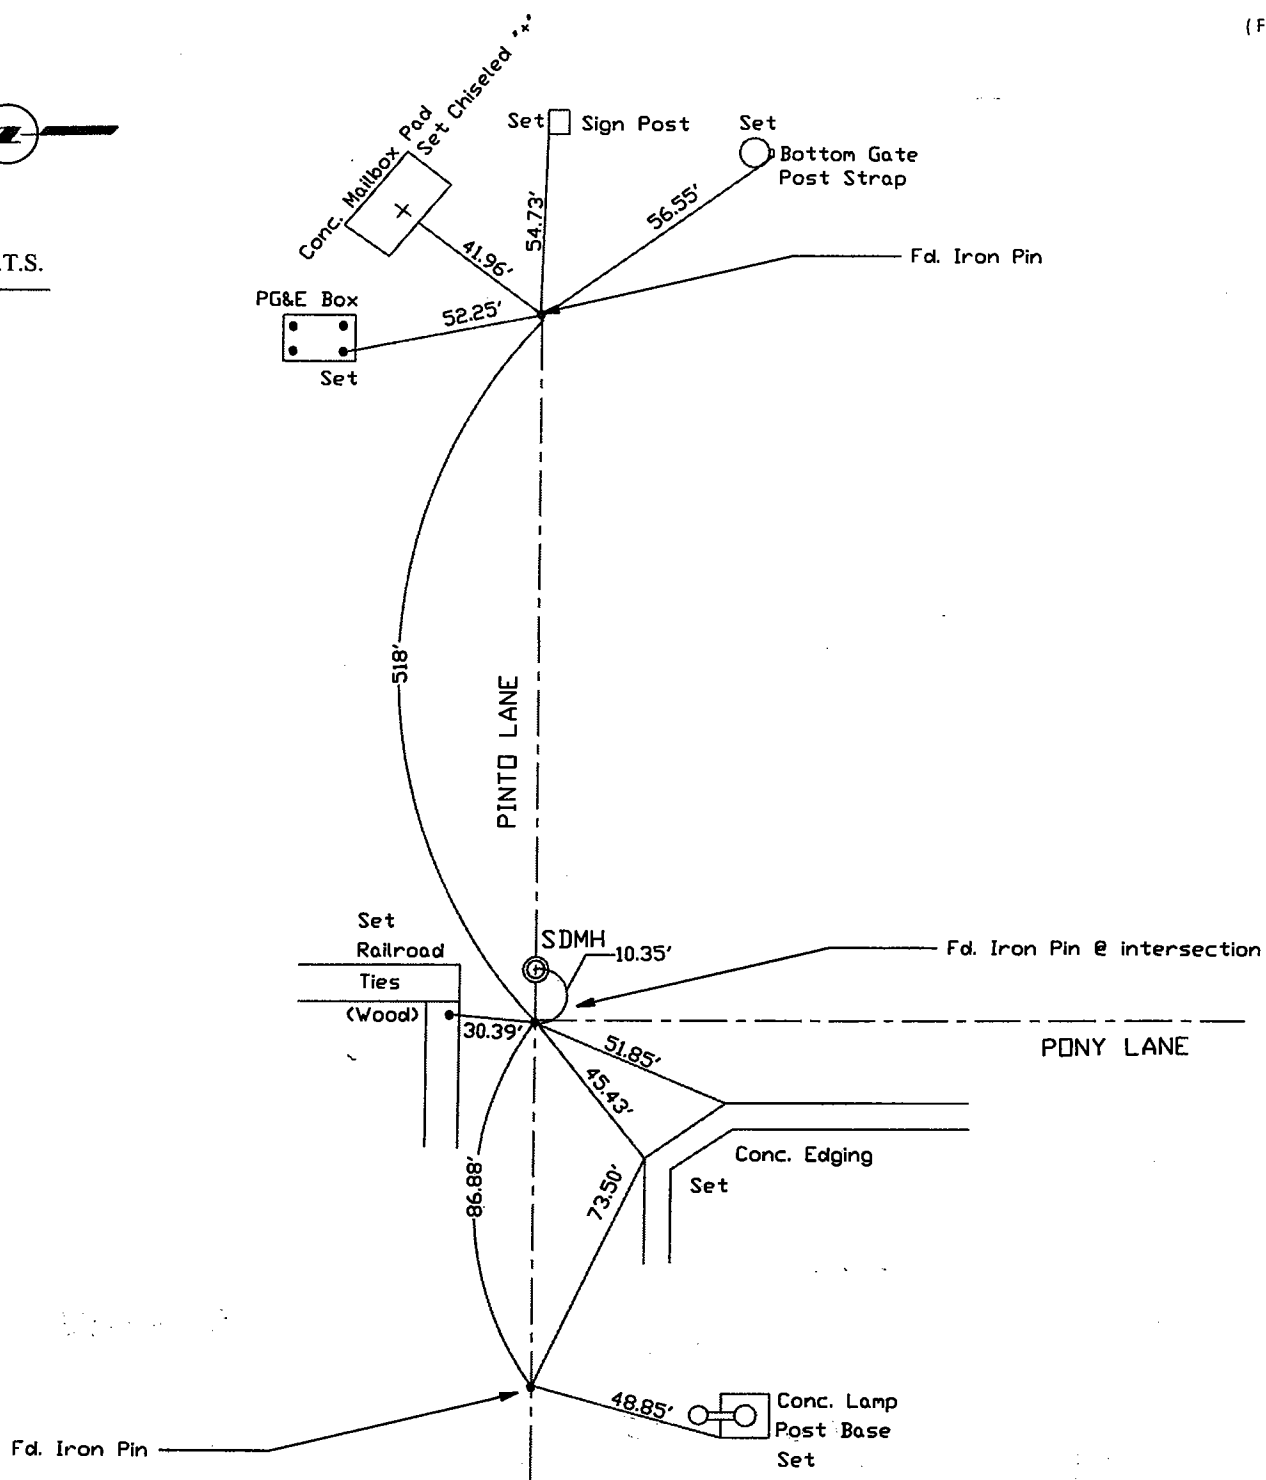 (F
Conc. Mailbox Pad
Set Chiseled "x"
Set
Sign Post
Set
Bottom Gate
Post Strap
54.73'
56.55'
41.96'
.T.S.
Fd. Iron Pin
PG&E Box
52.25'
Set
518'
PINTO LANE
Set
Railroad
Ties
(Wood)
SDMH
10.35'
Fd. Iron Pin @ intersection
30.39'
PONY LANE
51.85'
45.43'
Conc. Edging
Set
86.88'
73.50'
48.85'
Conc. Lamp
Post Base
Set
Fd. Iron Pin